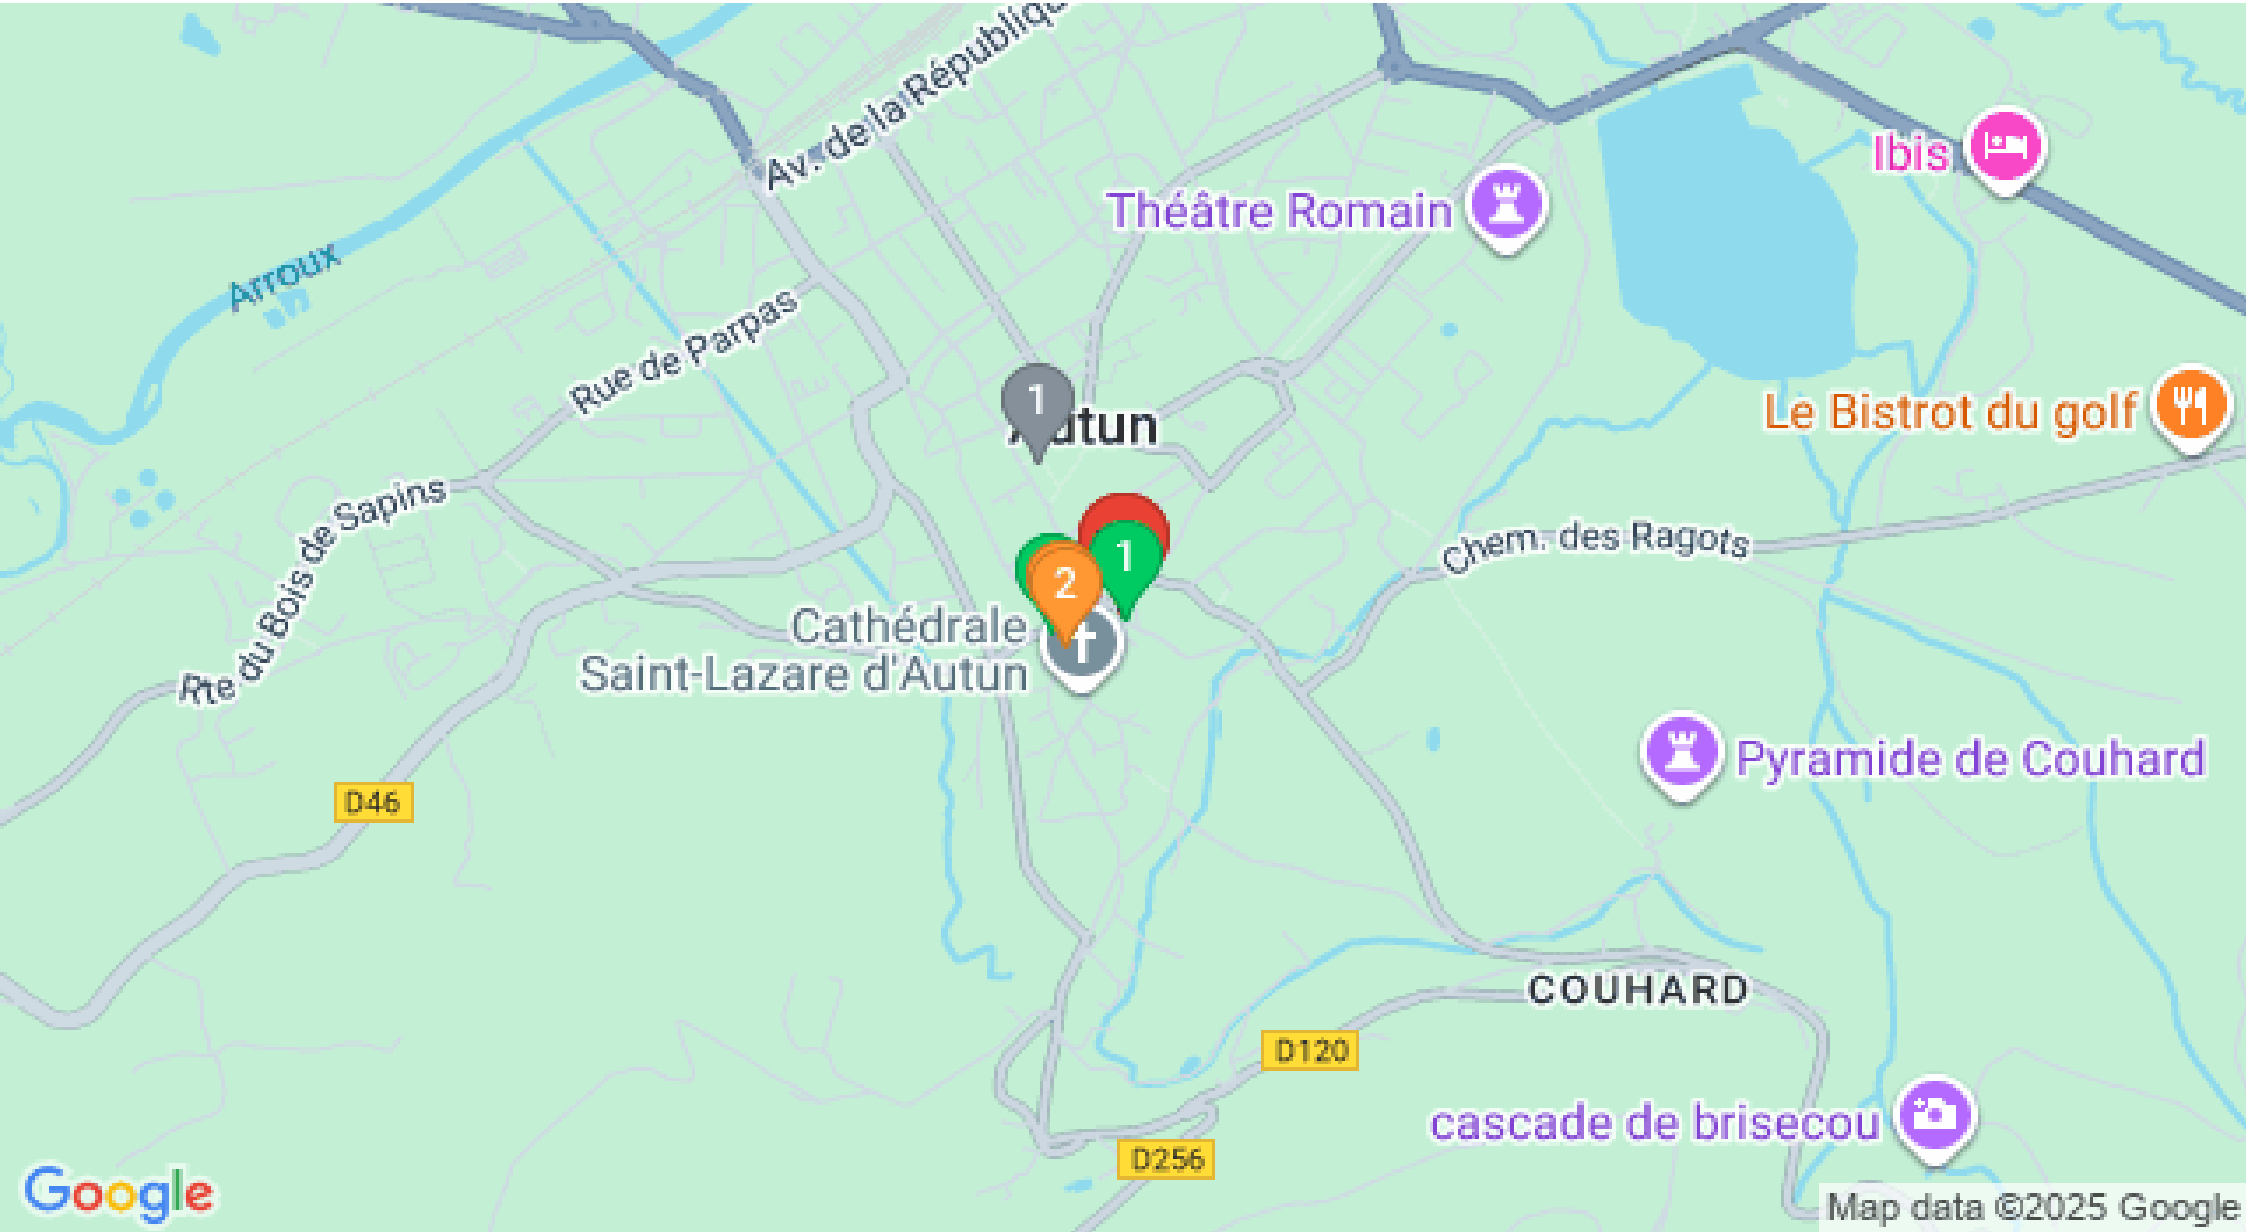 Av. de la République
Ibis
Théâtre Romain
Arroux
Rue de Parpas
1
Autun
Le Bistrot du golf
Rte du Bois de Sapins
Chem. des Ragots
1
2
Cathédrale
Saint-Lazare d'Autun
Pyramide de Couhard
D46
COUHARD
D120
cascade de brisecou
D256
Google
Map data ©2025 Google